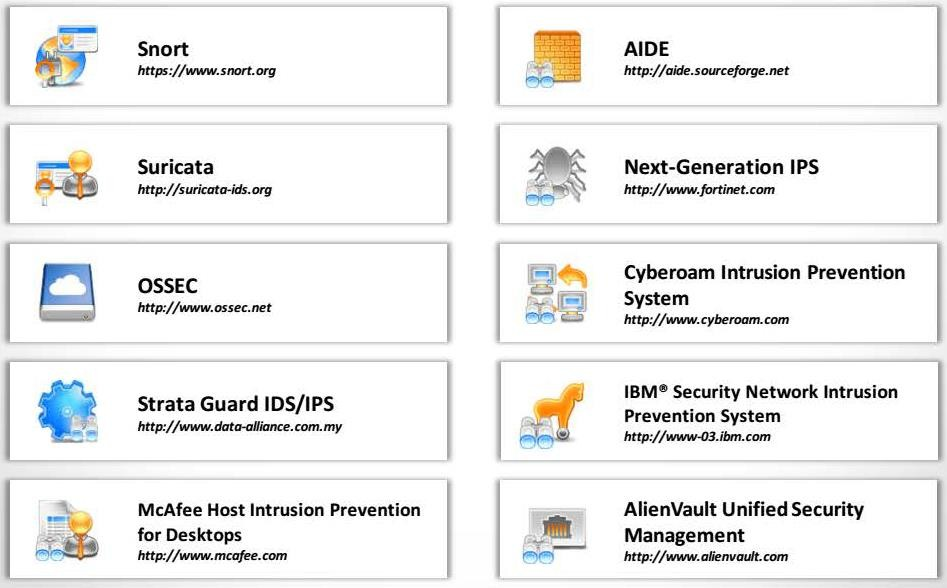 Snort
https://www.snort.org
Suricata
http://suricata-ids.org
OSSEC
http://www.ossec.net
Strata Guard IDS/IPS
http://www.data-alliance.com.my
McAfee Host Intrusion Prevention
for Desktops
http://www.mcafee.com
AIDE
http://aide.sourceforge.net
Next-Generation IPS
http://www.fortinet.com
Cyberoam Intrusion Prevention
System
http://www.cyberoam.com
IBM® Security Network Intrusion
Prevention System
http://www-03.ibm.com
AlienVault Unified Security
Management
http://www.alienvault.com